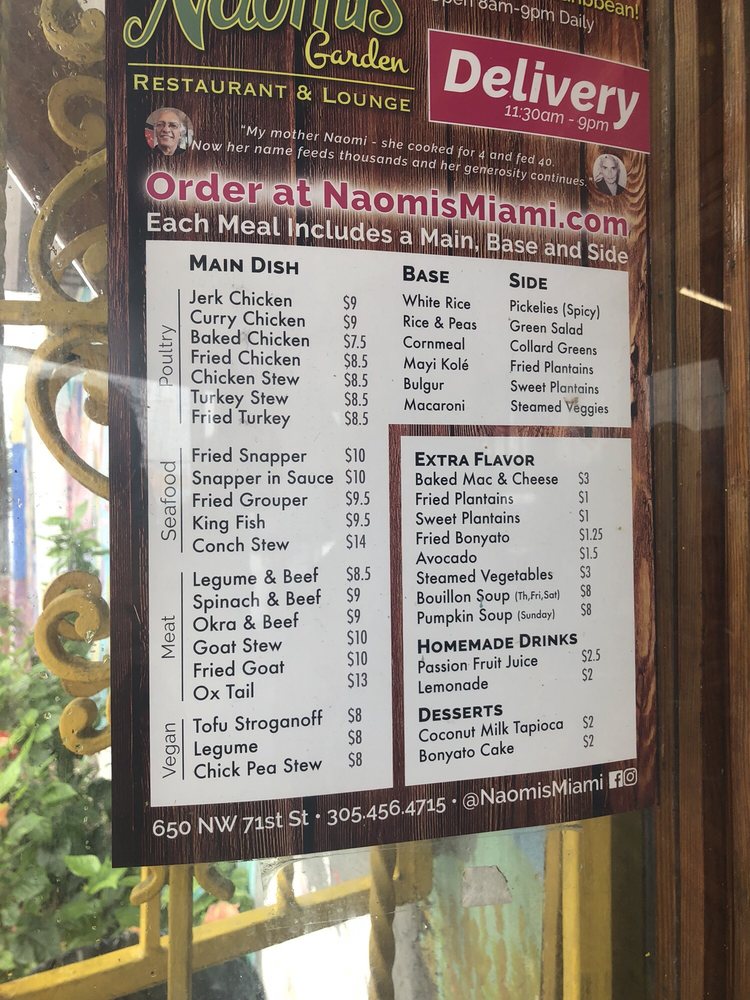 Naomi's
Garden
RESTAURANT & LOUNGE
8am-9pm Daily
Delivery
11:30am - 9pm
"My mother Naomi - she cooked for 4 and fed 40.
Now her name feeds thousands and her generosity continues."
Order at NaomisMiami.com
Each Meal Includes a Main, Base and Side
MAIN DISH
Poultry
Jerk Chicken $9
Curry Chicken $9
Baked Chicken $7.5
Fried Chicken $8.5
Chicken Stew $8.5
Turkey Stew $8.5
Fried Turkey $8.5
Seafood
Fried Snapper $10
Snapper in Sauce $10
Fried Grouper $9.5
King Fish $9.5
Conch Stew $14
Meat
Legume & Beef $8.5
Spinach & Beef $9
Okra & Beef $9
Goat Stew $10
Fried Goat $10
Ox Tail $13
Vegan
Tofu Stroganoff $8
Legume $8
Chick Pea Stew $8
BASE
White Rice
Rice & Peas
Cornmeal
Mayi Kolé
Bulgur
Macaroni
SIDE
Pickelies (Spicy)
Green Salad
Collard Greens
Fried Plantains
Sweet Plantains
Steamed Veggies
EXTRA FLAVOR
Baked Mac & Cheese $3
Fried Plantains $1
Sweet Plantains $1
Fried Bonyato $1.25
Avocado $1.5
Steamed Vegetables $3
Bouillon Soup (Th,Fri,Sat) $8
Pumpkin Soup (Sunday) $8
HOMEMADE DRINKS
Passion Fruit Juice $2.5
Lemonade $2
DESSERTS
Coconut Milk Tapioca $2
Bonyato Cake $2
650 NW 71st St • 305.456.4715 • @NaomisMiami